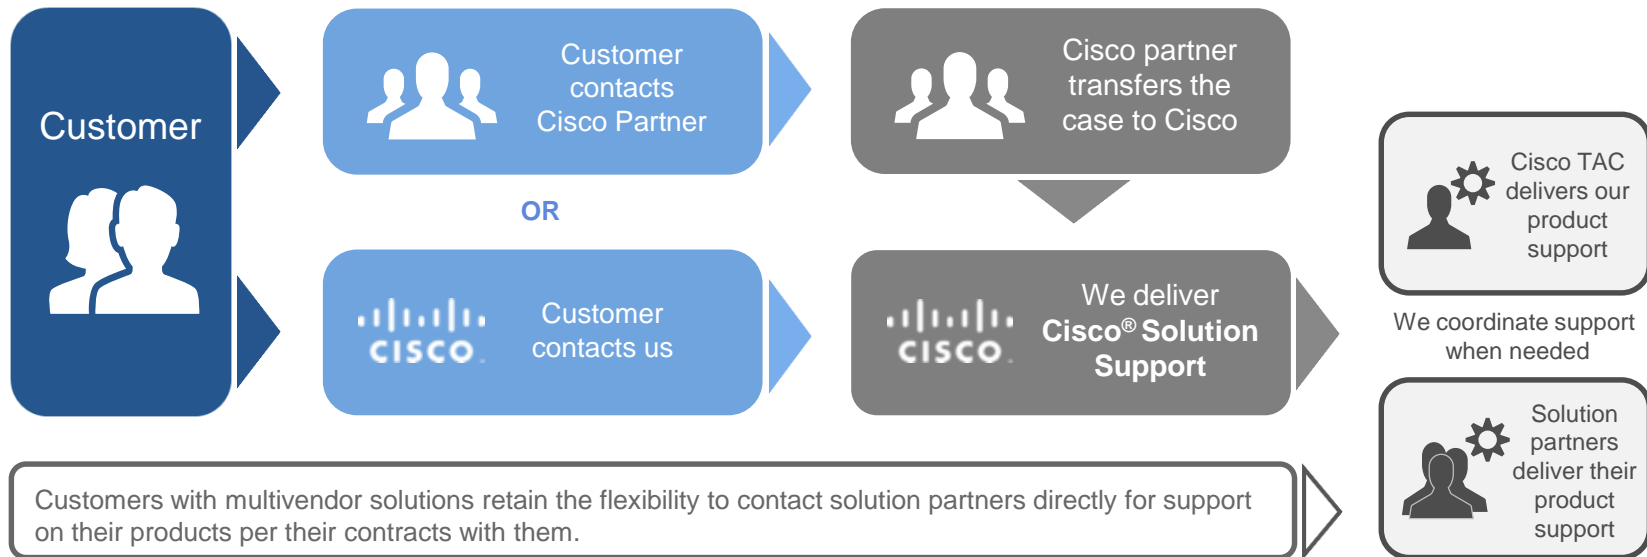 Customer
Customer
contacts
Cisco Partner
Cisco partner
transfers the
case to Cisco
OR
CISCO
Customer
contacts us
CISCO
We deliver
Cisco® Solution
Support
Cisco TAC
delivers our
product
support
We coordinate support
when needed
Solution
partners
deliver their
product
support
Customers with multivendor solutions retain the flexibility to contact solution partners directly for support
on their products per their contracts with them.